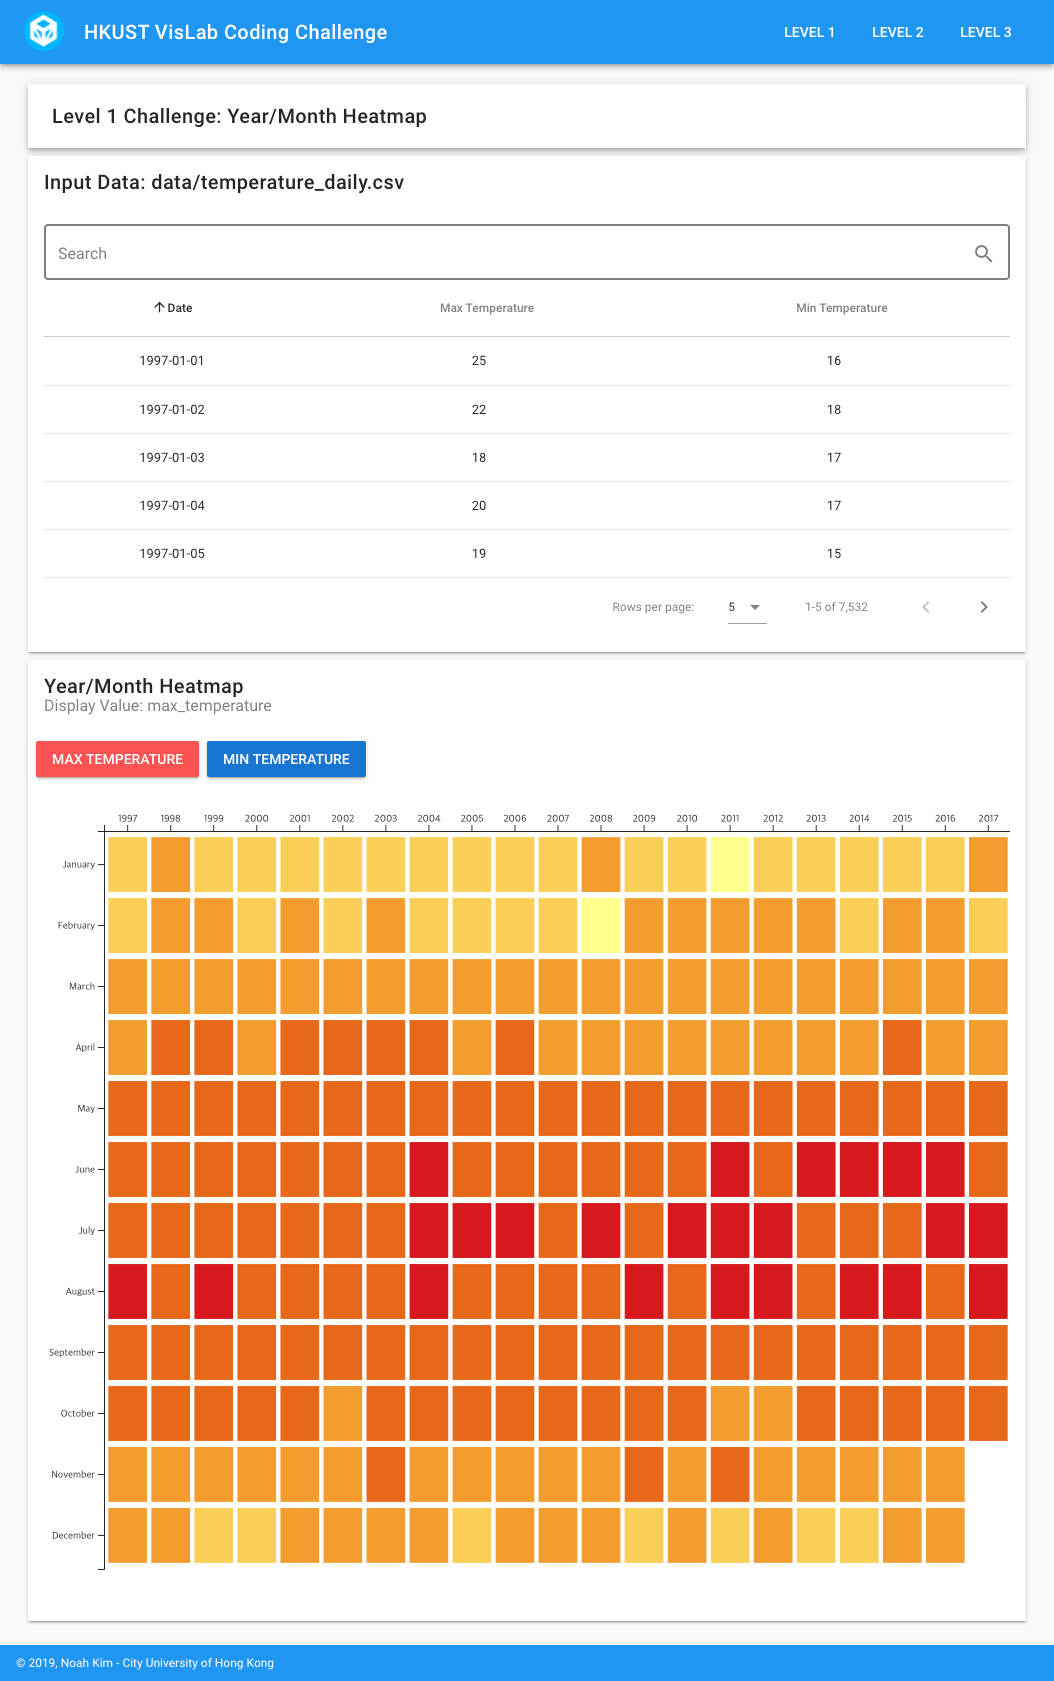 HKUST VisLab Coding Challenge
LEVEL 1 LEVEL 2 LEVEL 3
Level 1 Challenge: Year/Month Heatmap
Input Data: data/temperature_daily.csv
Search
Date Max Temperature Min Temperature
1997-01-01 25 16
1997-01-02 22 18
1997-01-03 18 17
1997-01-04 20 17
1997-01-05 19 15
Rows per page: 5 1-5 of 7,532
Year/Month Heatmap
Display Value: max_temperature
MAX TEMPERATURE MIN TEMPERATURE
1997 1998 1999 2000 2001 2002 2003 2004 2005 2006 2007 2008 2009 2010 2011 2012 2013 2014 2015 2016 2017
January
February
March
April
May
June
July
August
September
October
November
December
© 2019, Noah Kim - City University of Hong Kong